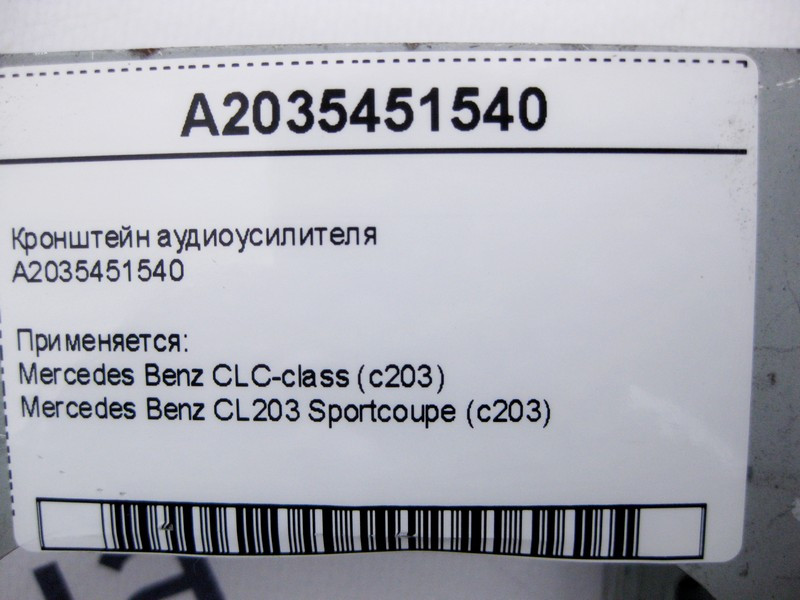 A2035451540
Кронштейн аудиоусилителя
A2035451540
Применяется:
Mercedes Benz CLC-class (c203)
Mercedes Benz CL203 Sportcoupe (c203)